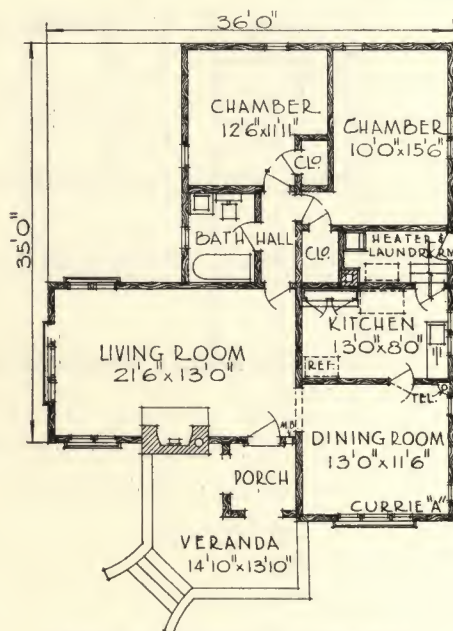 36'0"
CHAMBER
12'6"x11'11"
CHAMBER
10'0"x15'6"
CLO.
35'0"
BATH
HALL
CLO.
HEATER &
LAUNDRY RM
KITCHEN
13'0"x8'0"
REF.
LIVING ROOM
21'6" x 13'0"
TEL.
M.B.
DINING ROOM
13'0"x11'6"
PORCH
CURRIE "A"
VERANDA
14'10"x13'10"